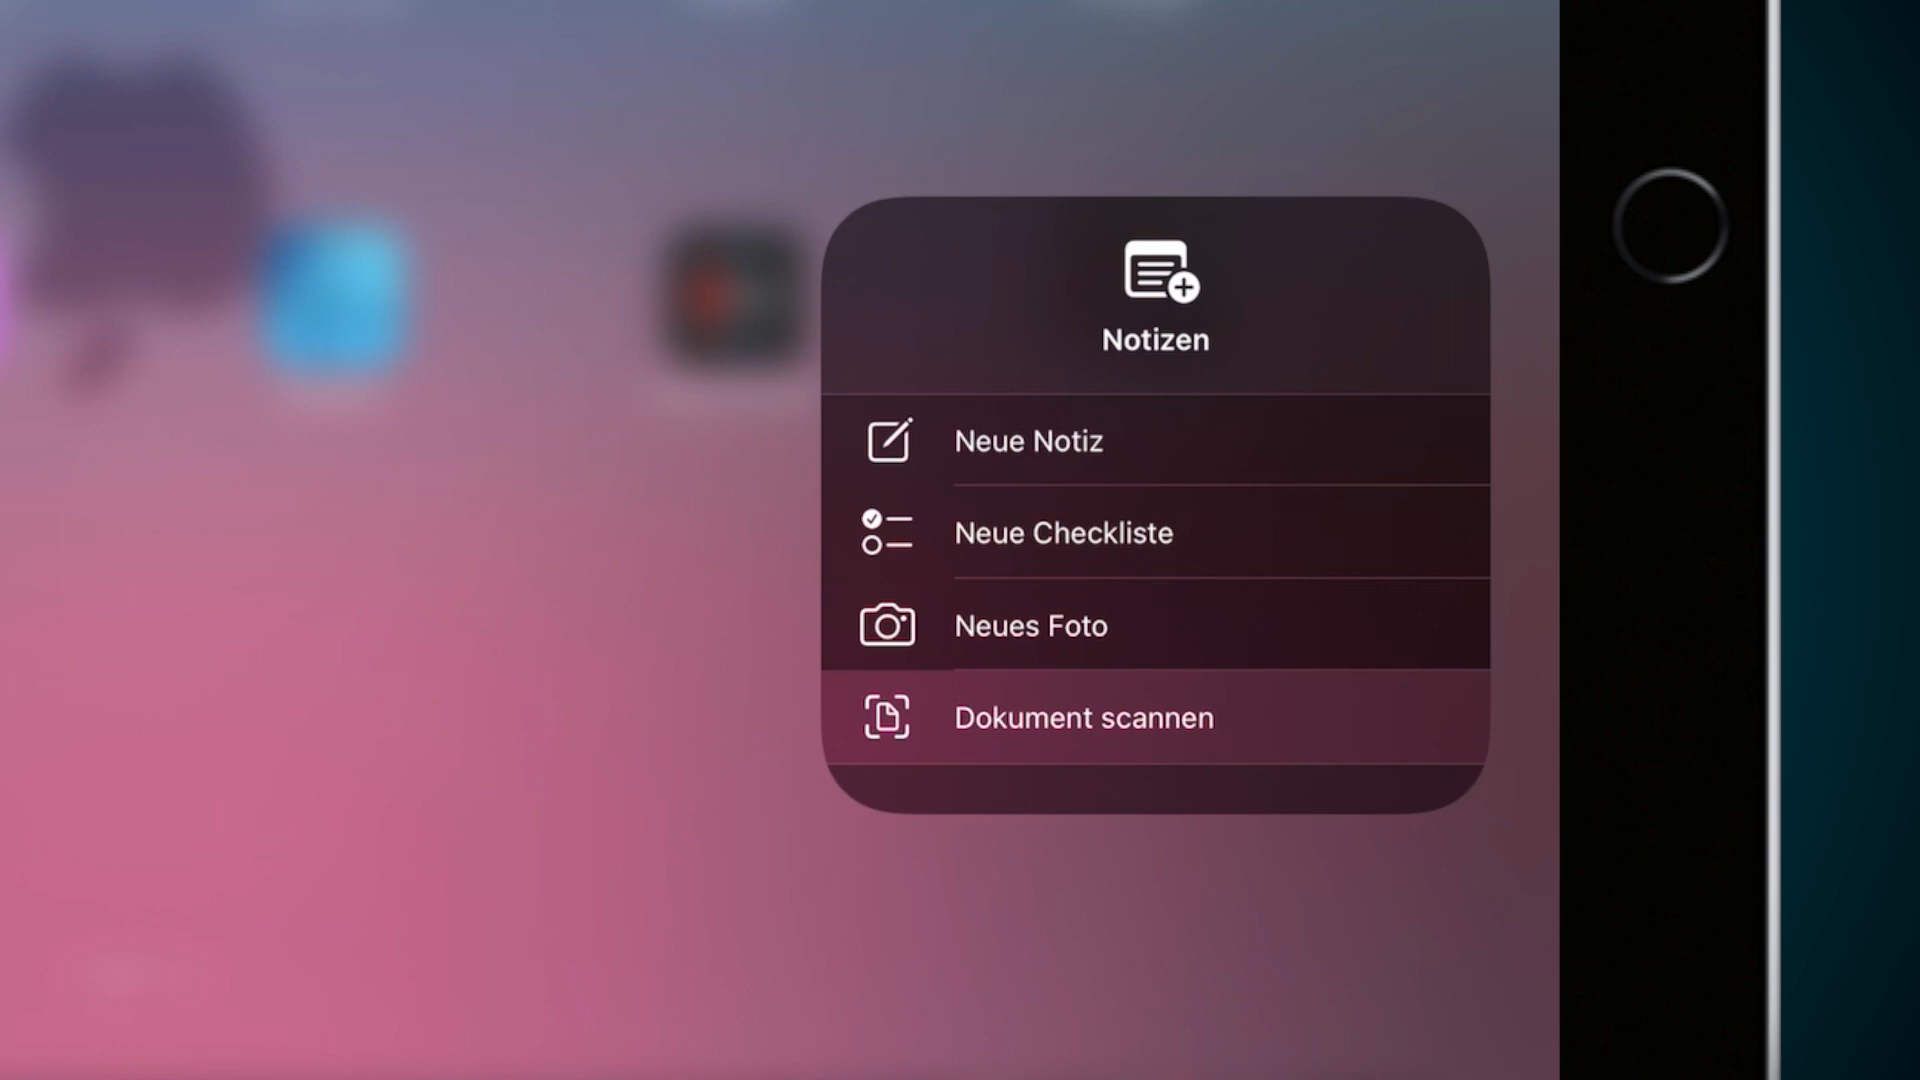 Notizen
Neue Notiz
Neue Checkliste
Neues Foto
Dokument scannen